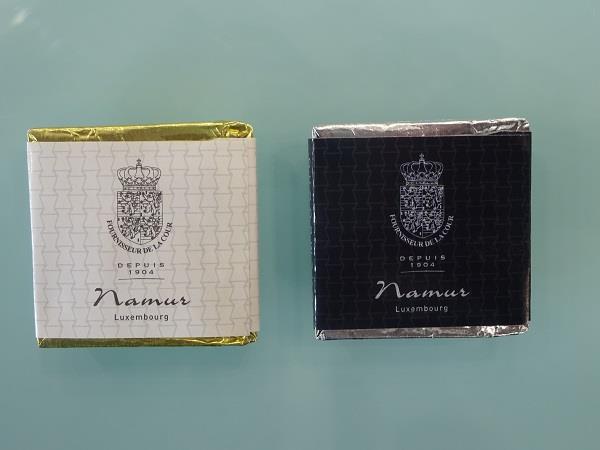 FOURNISSEUR DE LA COUR
DEPUIS
1904
Namur
Luxembourg
FOURNISSEUR DE LA COUR
DEPUIS
1904
Namur
Luxembourg